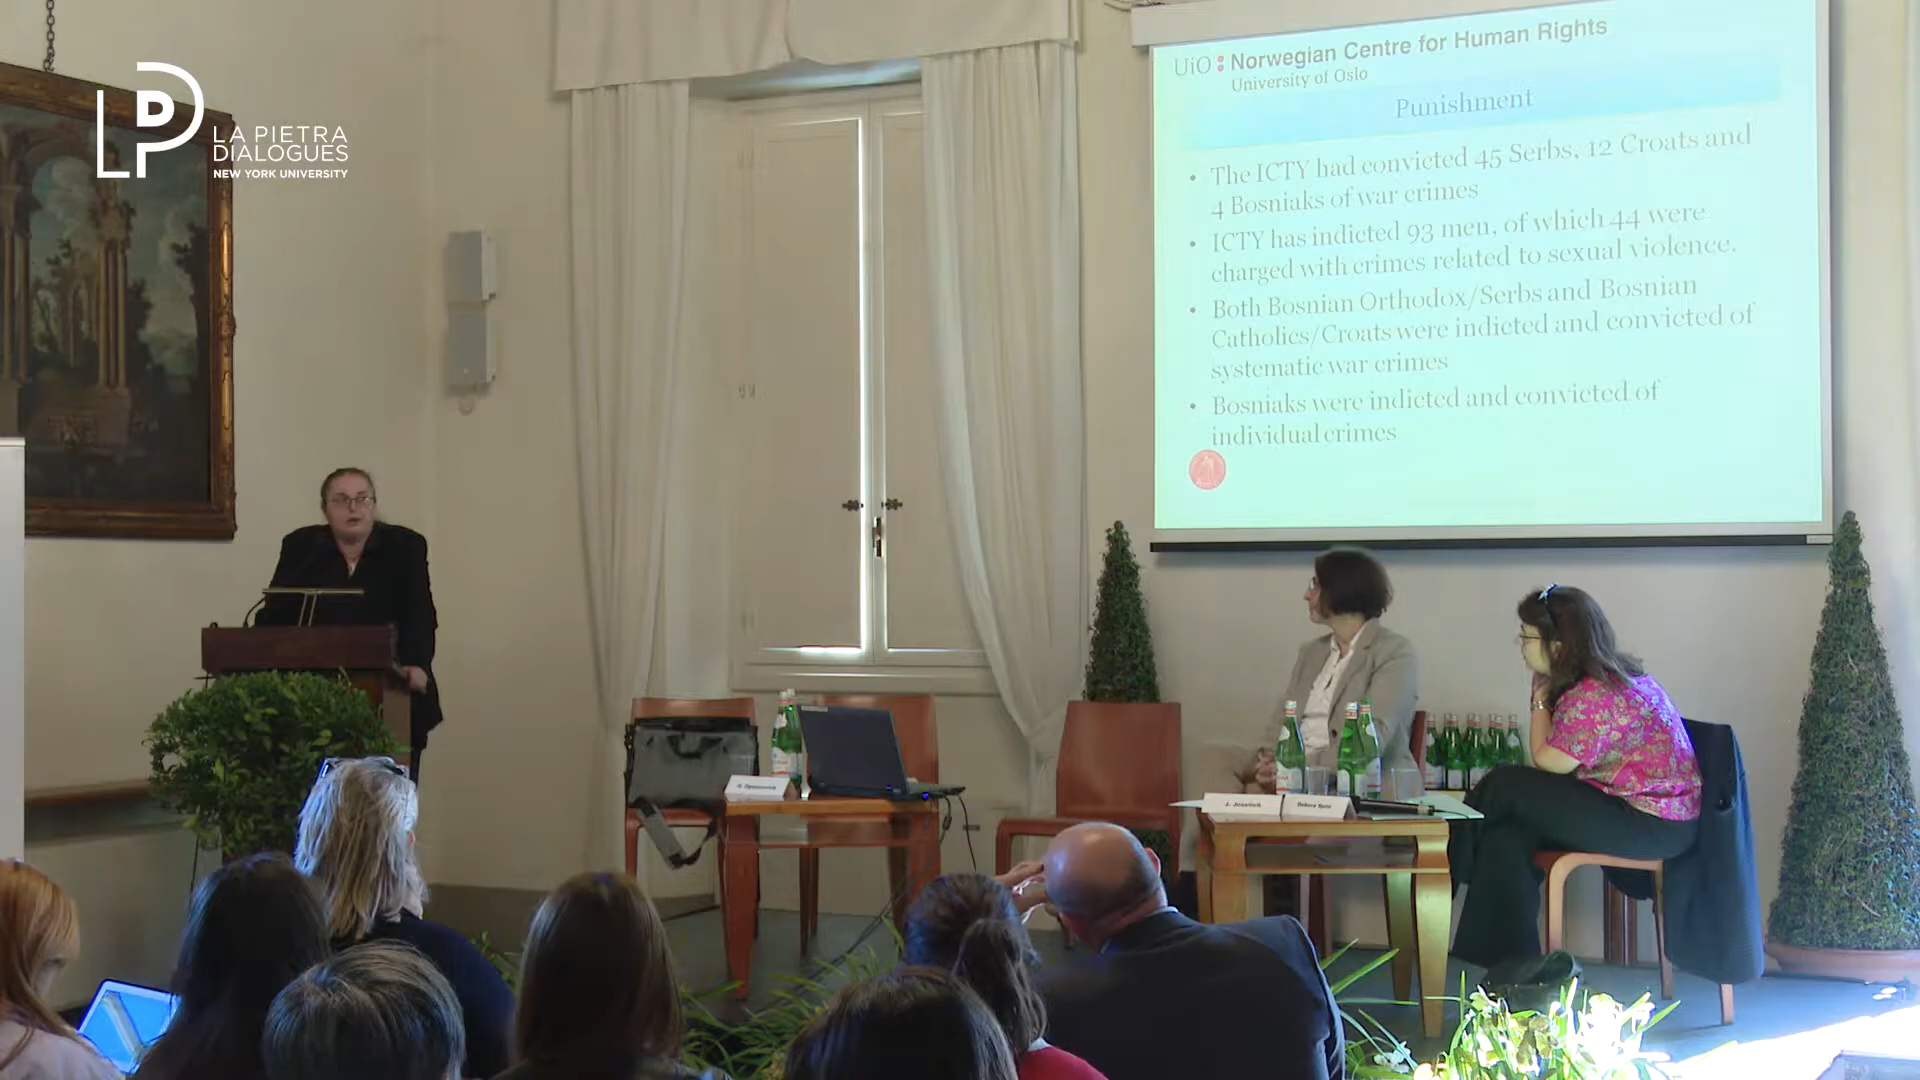 LA PIETRA
DIALOGUES
NEW YORK UNIVERSITY
UiO Norwegian Centre for Human Rights
University of Oslo
Punishment
• The ICTY had convicted 45 Serbs, 12 Croats and
4 Bosniaks of war crimes
• ICTY has indicted 93 men, of which 44 were
charged with crimes related to sexual violence.
• Both Bosnian Orthodox/Serbs and Bosnian
Catholics/Croats were indicted and convicted of
systematic war crimes
• Bosniaks were indicted and convicted of
individual crimes